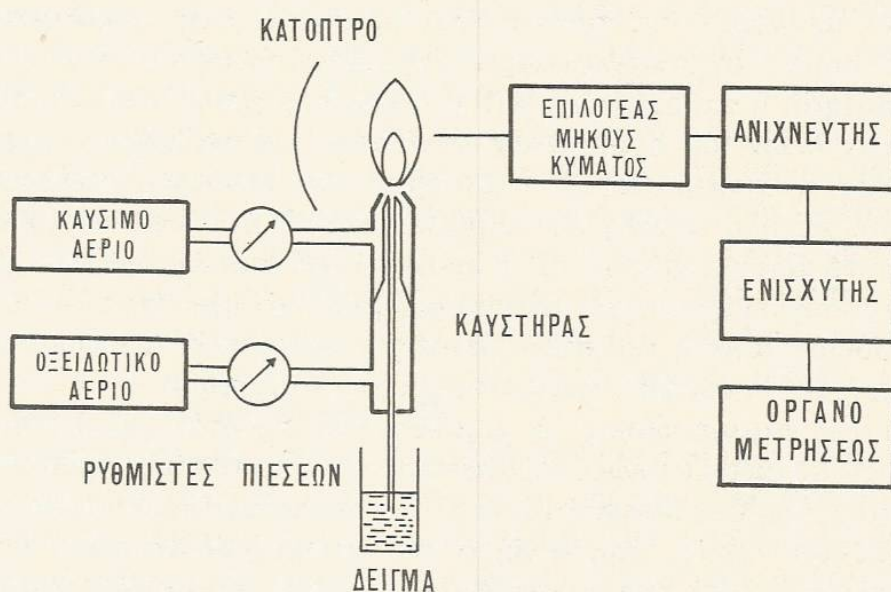 ΚΑΤΟΠΤΡΟ
ΕΠΙΛΟΓΕΑΣ
ΜΗΚΟΥΣ
ΚΥΜΑΤΟΣ
ΑΝΙΧΝΕΥΤΗΣ
ΚΑΥΣΙΜΟ
ΑΕΡΙΟ
ΕΝΙΣΧΥΤΗΣ
ΚΑΥΣΤΗΡΑΣ
ΟΞΕΙΔΩΤΙΚΟ
ΑΕΡΙΟ
ΟΡΓΑΝΟ
ΜΕΤΡΗΣΕΩΣ
ΡΥΘΜΙΣΤΕΣ ΠΙΕΣΕΩΝ
ΔΕΙΓΜΑ